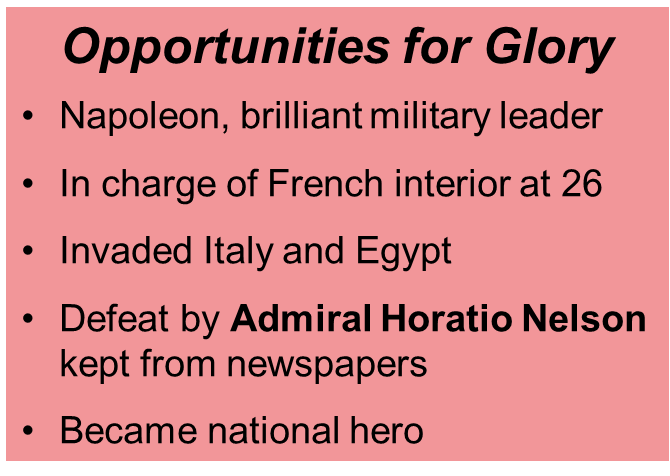 Opportunities for Glory
• Napoleon, brilliant military leader
• In charge of French interior at 26
• Invaded Italy and Egypt
• Defeat by Admiral Horatio Nelson
kept from newspapers
• Became national hero